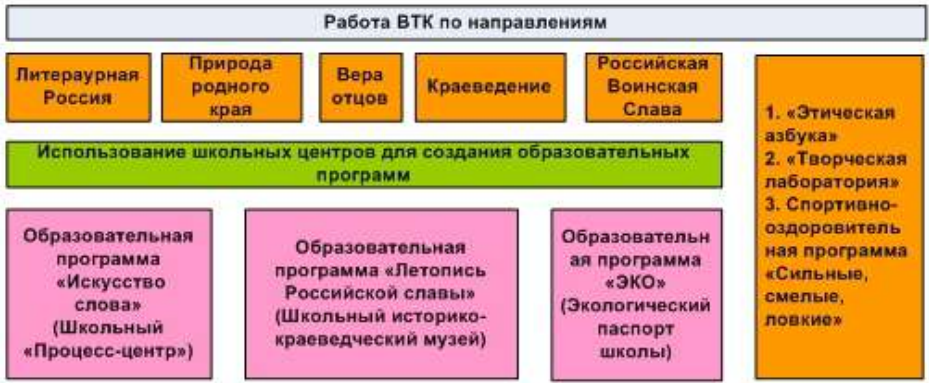 Работа ВТК по направлениям
Литераурная
Россия
Природа
родного
края
Вера
отцов
Краеведение
Российская
Воинская
Слава
Использование школьных центров для создания образовательных
программ
Образовательная
программа
«Искусство
слова»
(Школьный
«Процесс-центр»)
Образовательная
программа «Летопись
Российской славы»
(Школьный историко-
краеведческий музей)
Образовательн
ая программа
«ЭКО»
(Экологический
паспорт
школы)
1. «Этическая
азбука»
2. «Творческая
лаборатория»
3. Спортивно-
оздоровитель
ная программа
«Сильные,
смелые,
ловкие»